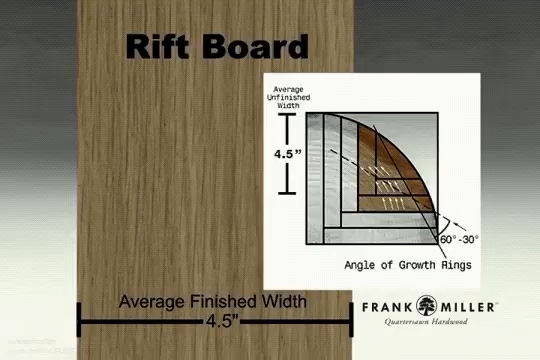 Rift Board
Average
Unfinished
Width
4.5"
60°-30°
Angle of Growth Rings
Average Finished Width
4.5"
FRANK MILLER™
Quartersawn Hardwood